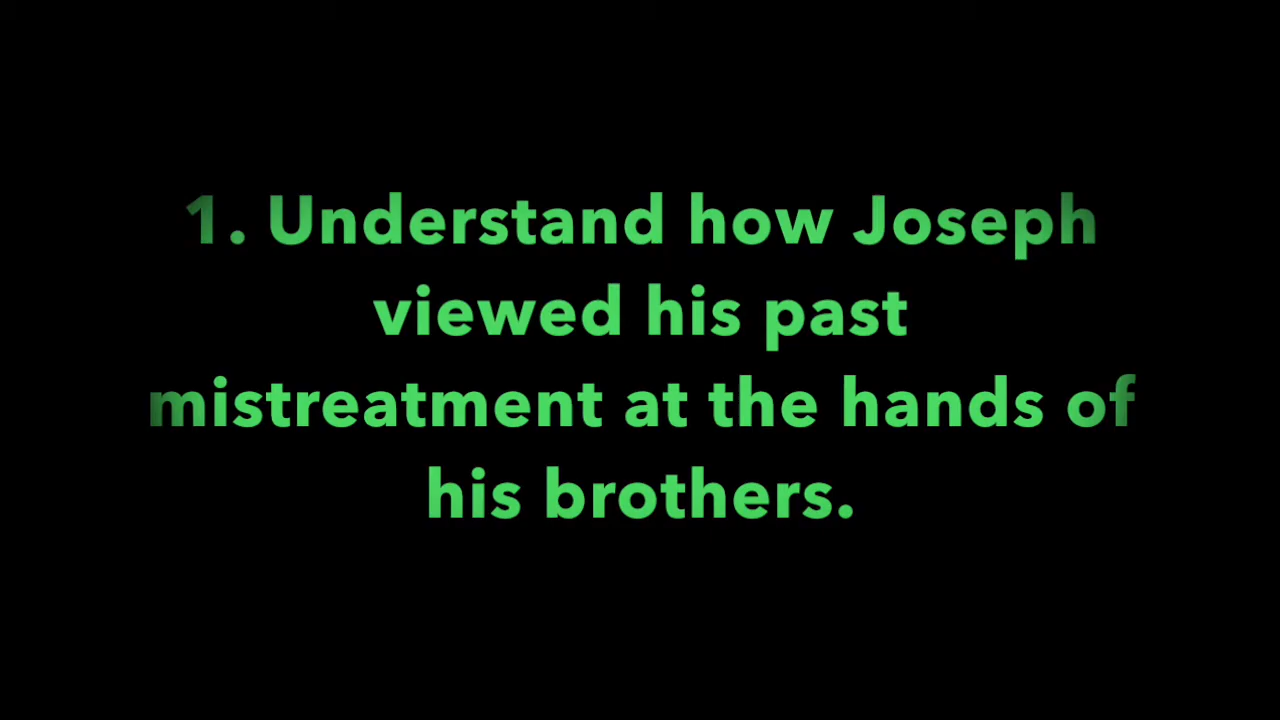 1. Understand how Joseph
viewed his past
mistreatment at the hands of
his brothers.